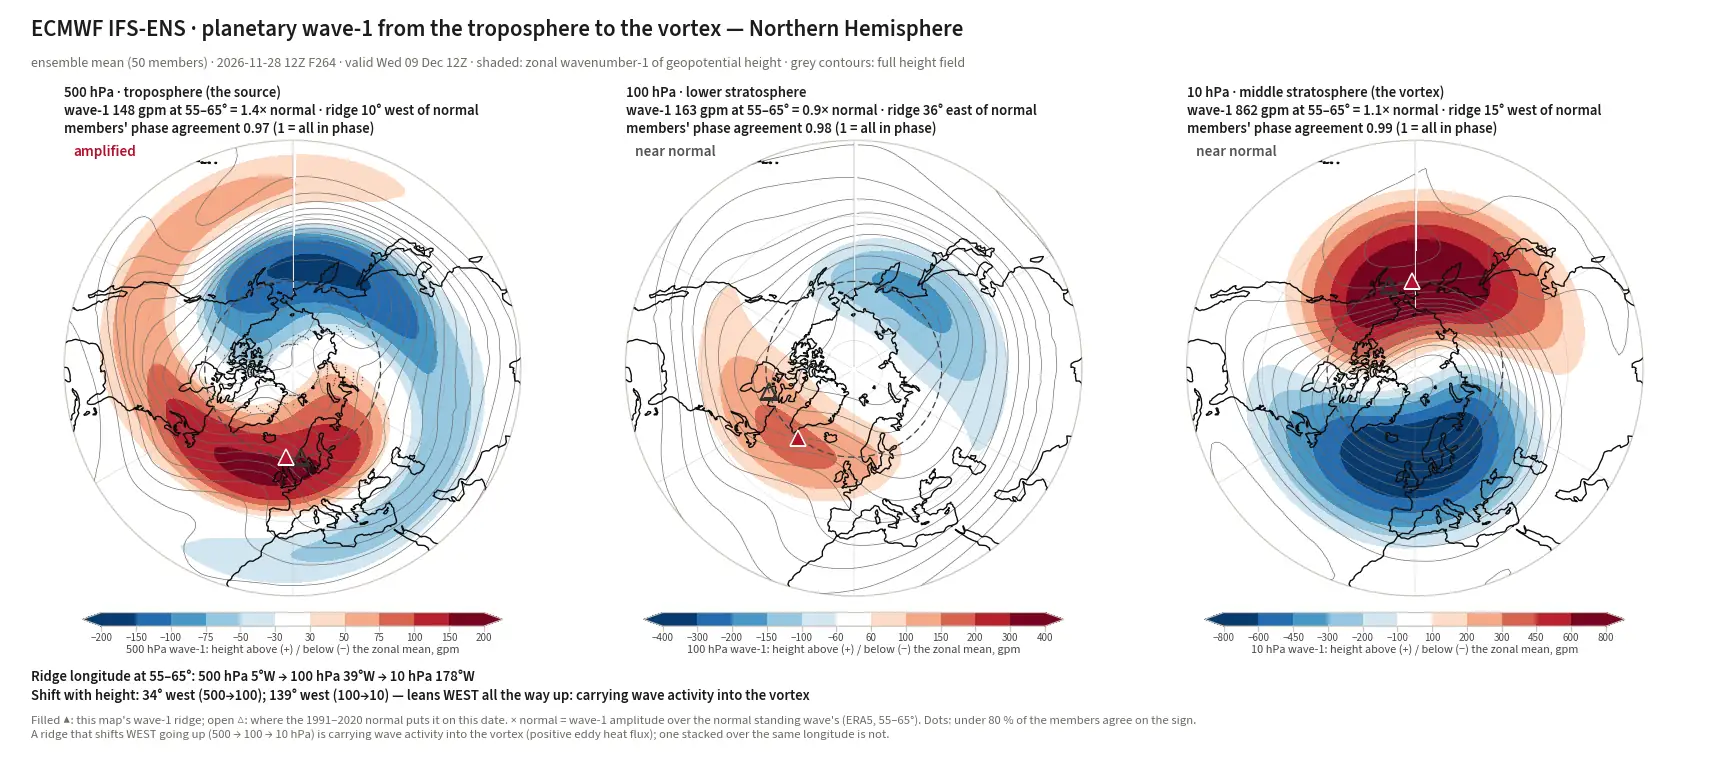 ECMWF IFS-ENS · planetary wave-1 from the troposphere to the vortex — Northern Hemisphere
ensemble mean (50 members) · 2026-11-28 12Z F264 · valid Wed 09 Dec 12Z · shaded: zonal wavenumber-1 of geopotential height · grey contours: full height field
500 hPa · troposphere (the source)
wave-1 148 gpm at 55–65° = 1.4× normal · ridge 10° west of normal
members' phase agreement 0.97 (1 = all in phase)
amplified
100 hPa · lower stratosphere
wave-1 163 gpm at 55–65° = 0.9× normal · ridge 36° east of normal
members' phase agreement 0.98 (1 = all in phase)
near normal
10 hPa · middle stratosphere (the vortex)
wave-1 862 gpm at 55–65° = 1.1× normal · ridge 15° west of normal
members' phase agreement 0.99 (1 = all in phase)
near normal
−200 −150 −100 −75 −50 −30 30 50 75 100 150 200
500 hPa wave-1: height above (+) / below (−) the zonal mean, gpm
−400 −300 −200 −150 −100 −60 60 100 150 200 300 400
100 hPa wave-1: height above (+) / below (−) the zonal mean, gpm
−800 −600 −450 −300 −200 −100 100 200 300 450 600 800
10 hPa wave-1: height above (+) / below (−) the zonal mean, gpm
Ridge longitude at 55–65°: 500 hPa 5°W → 100 hPa 39°W → 10 hPa 178°W
Shift with height: 34° west (500→100); 139° west (100→10) — leans WEST all the way up: carrying wave activity into the vortex
Filled ▲: this map's wave-1 ridge; open △: where the 1991–2020 normal puts it on this date. × normal = wave-1 amplitude over the normal standing wave's (ERA5, 55–65°). Dots: under 80 % of the members agree on the sign.
A ridge that shifts WEST going up (500 → 100 → 10 hPa) is carrying wave activity into the vortex (positive eddy heat flux); one stacked over the same longitude is not.